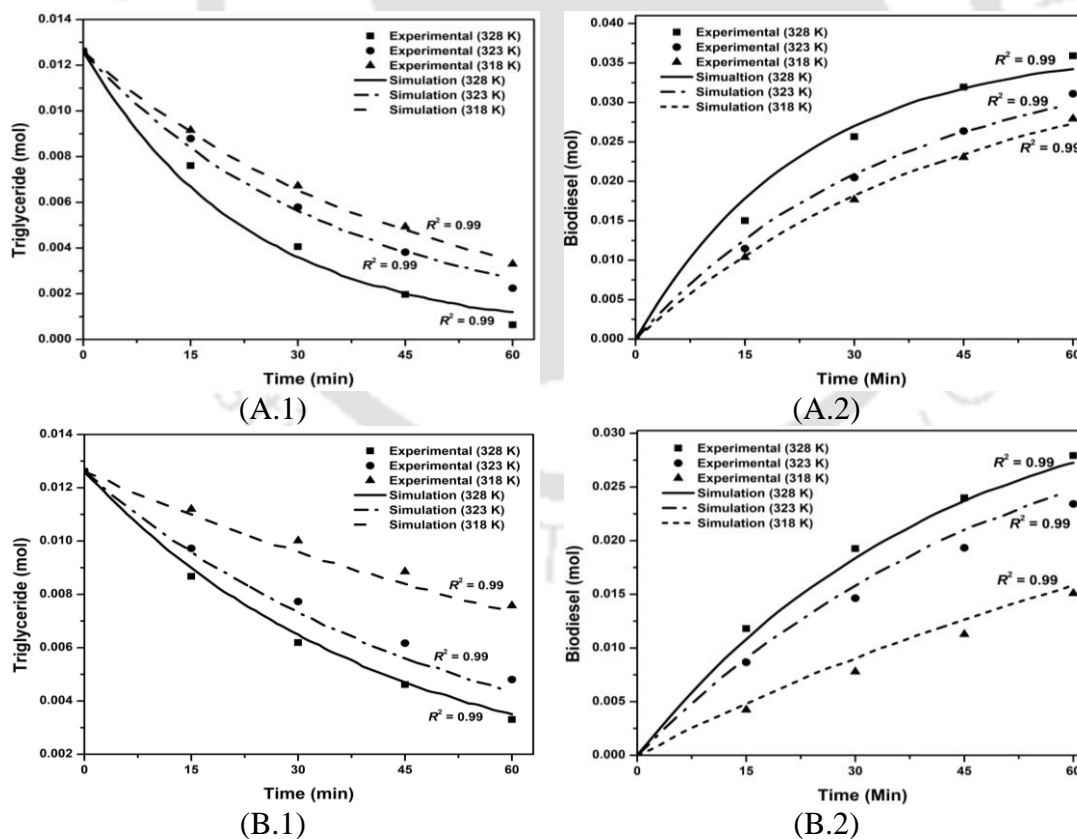 0.014
0.012
0.010
0.008
0.006
0.004
0.002
0.000
Triglyceride (mol)
Experimental (328 K)
Experimental (323 K)
Experimental (318 K)
Simulation (328 K)
Simulation (323 K)
Simulation (318 K)
R² = 0.99
R² = 0.99
R² = 0.99
0 15 30 45 60
Time (min)
(A.1)
0.040
0.035
0.030
0.025
0.020
0.015
0.010
0.005
0.000
Biodiesel (mol)
Experimental (328 K)
Experimental (323 K)
Experimental (318 K)
Simualtion (328 K)
Simulation (323 K)
Simulation (318 K)
R² = 0.99
R² = 0.99
R² = 0.99
0 15 30 45 60
Time (Min)
(A.2)
0.014
0.012
0.010
0.008
0.006
0.004
0.002
Triglyceride (mol)
Experimental (328 K)
Experimental (323 K)
Experimental (318 K)
Simulation (328 K)
Simulation (323 K)
Simulation (318 K)
R² = 0.99
R² = 0.99
R² = 0.99
0 15 30 45 60
Time (min)
(B.1)
0.030
0.025
0.020
0.015
0.010
0.005
0.000
Biodiesel (mol)
Experimental (328 K)
Experimental (323 K)
Experimental (318 K)
Simulation (328 K)
Simulation (323 K)
Simulation (318 K)
R² = 0.99
R² = 0.99
R² = 0.99
0 15 30 45 60
Time (Min)
(B.2)